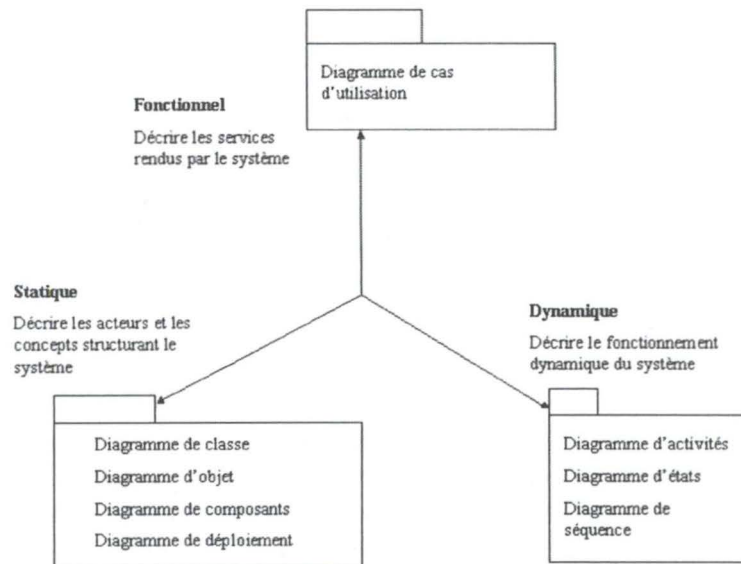 Diagramme de cas
d'utilisation
Fonctionnel
Décrire les services
rendus par le système
Statique
Décrire les acteurs et les
concepts structurant le
système
Diagramme de classe
Diagramme d'objet
Diagramme de composants
Diagramme de déploiement
Dynamique
Décrire le fonctionnement
dynamique du système
Diagramme d'activités
Diagramme d'états
Diagramme de
séquence